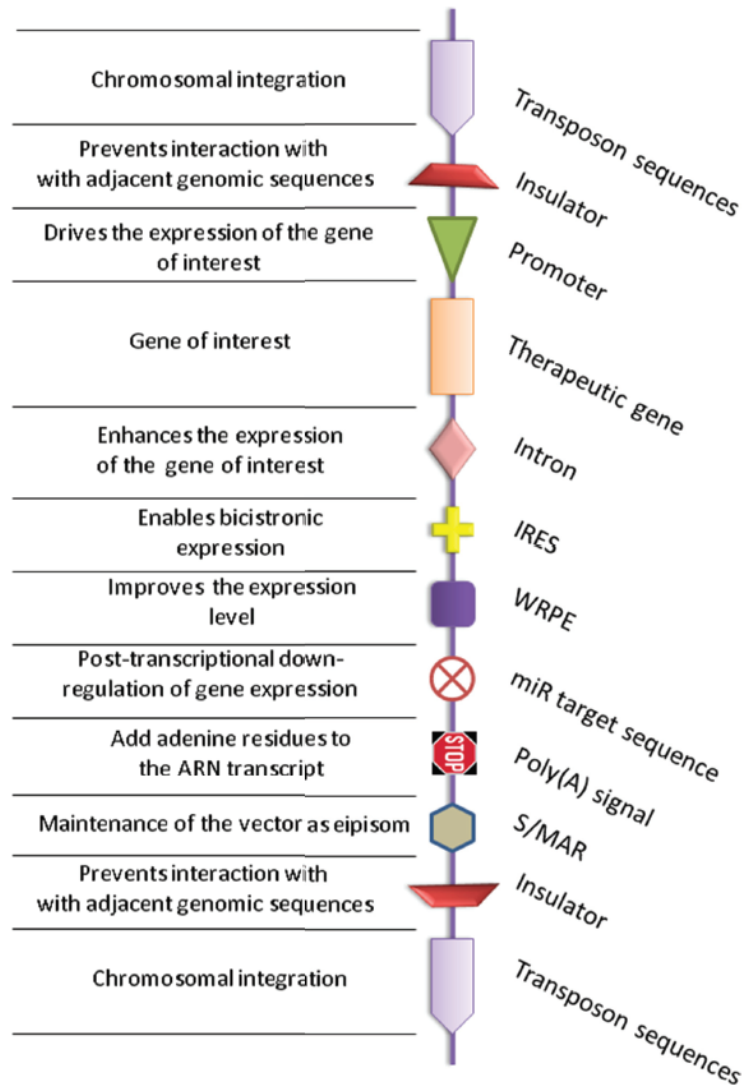 Chromosomal integration
Transposon sequences
Prevents interaction with
with adjacent genomic sequences
Insulator
Drives the expression of the gene
of interest
Promoter
Gene of interest
Therapeutic gene
Enhances the expression
of the gene of interest
Intron
Enables bicistronic
expression
IRES
Improves the expression
level
WRPE
Post-transcriptional down-
regulation of gene expression
miR target sequence
Add adenine residues to
the ARN transcript
STOP
Poly(A) signal
Maintenance of the vector as eipisom
S/MAR
Prevents interaction with
with adjacent genomic sequences
Insulator
Chromosomal integration
Transposon sequences